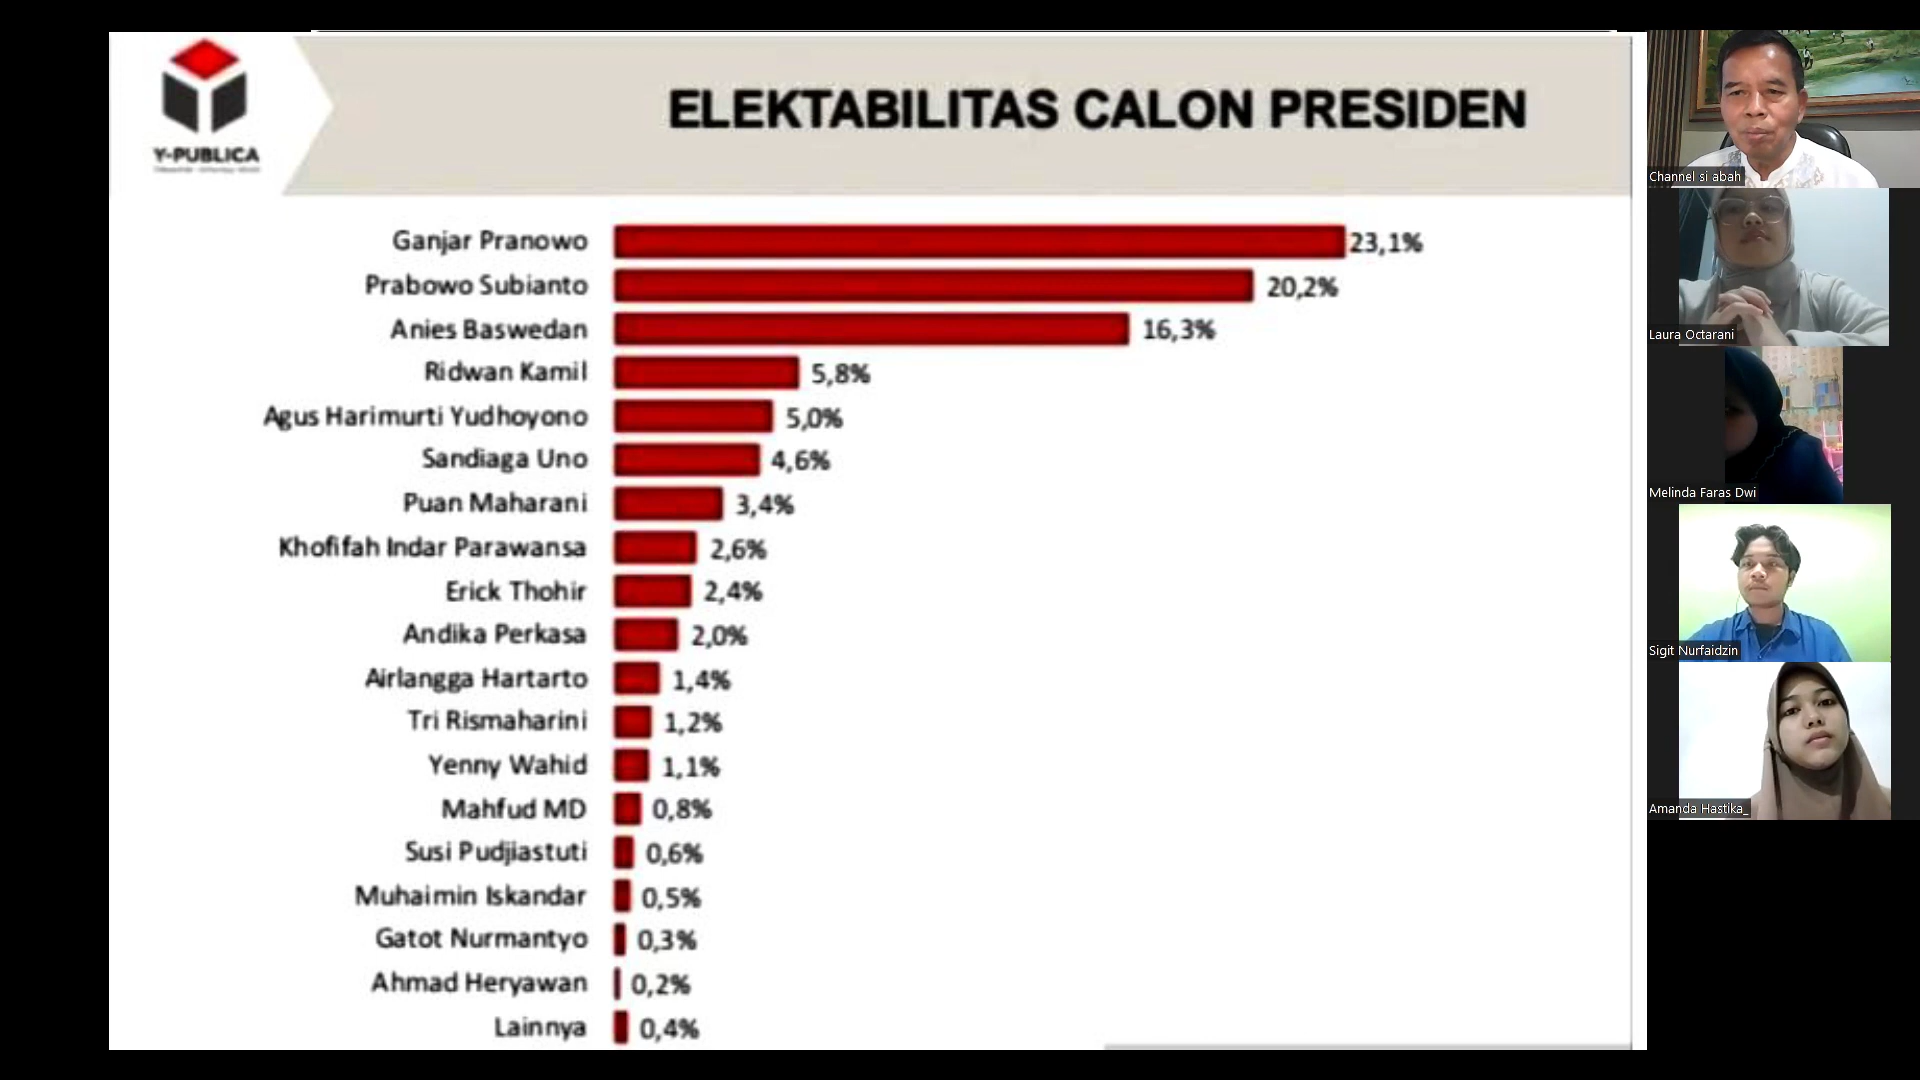 Y-PUBLICA
ELEKTABILITAS CALON PRESIDEN
Ganjar Pranowo 23,1%
Prabowo Subianto 20,2%
Anies Baswedan 16,3%
Ridwan Kamil 5,8%
Agus Harimurti Yudhoyono 5,0%
Sandiaga Uno 4,6%
Puan Maharani 3,4%
Khofifah Indar Parawansa 2,6%
Erick Thohir 2,4%
Andika Perkasa 2,0%
Airlangga Hartarto 1,4%
Tri Rismaharini 1,2%
Yenny Wahid 1,1%
Mahfud MD 0,8%
Susi Pudjiastuti 0,6%
Muhaimin Iskandar 0,5%
Gatot Nurmantyo 0,3%
Ahmad Heryawan 0,2%
Lainnya 0,4%
Channel si abah
Laura Octarani
Melinda Faras Dwi
Sigit Nurfaidzin
Amanda Hastika_